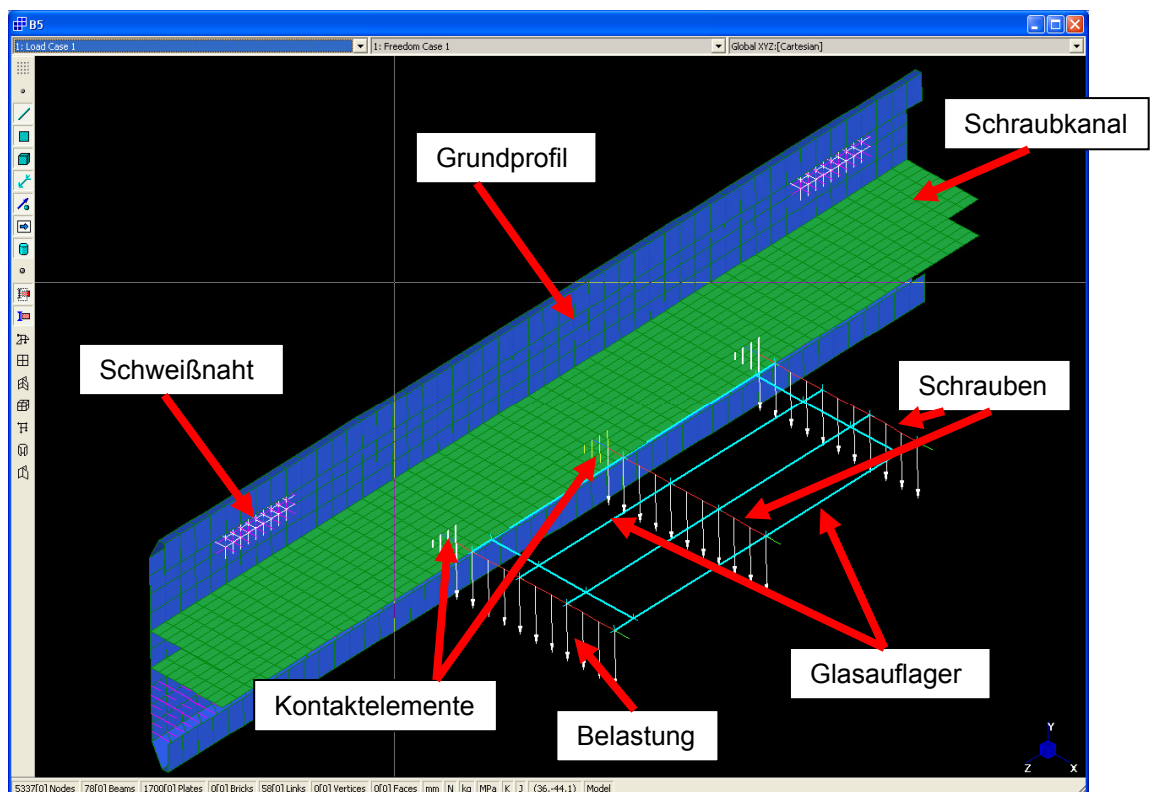 B5
1: Load Case 1
1: Freedom Case 1
Global XYZ:[Cartesian]
Schraubkanal
Grundprofil
Schweißnaht
Schrauben
Glasauflager
Kontaktelemente
Belastung
Y
Z
X
5337[0] Nodes 78[0] Beams 1700[0] Plates 0[0] Bricks 58[0] Links 0[0] Vertices 0[0] Faces mm N kg MPa K J (36,-44.1) Model